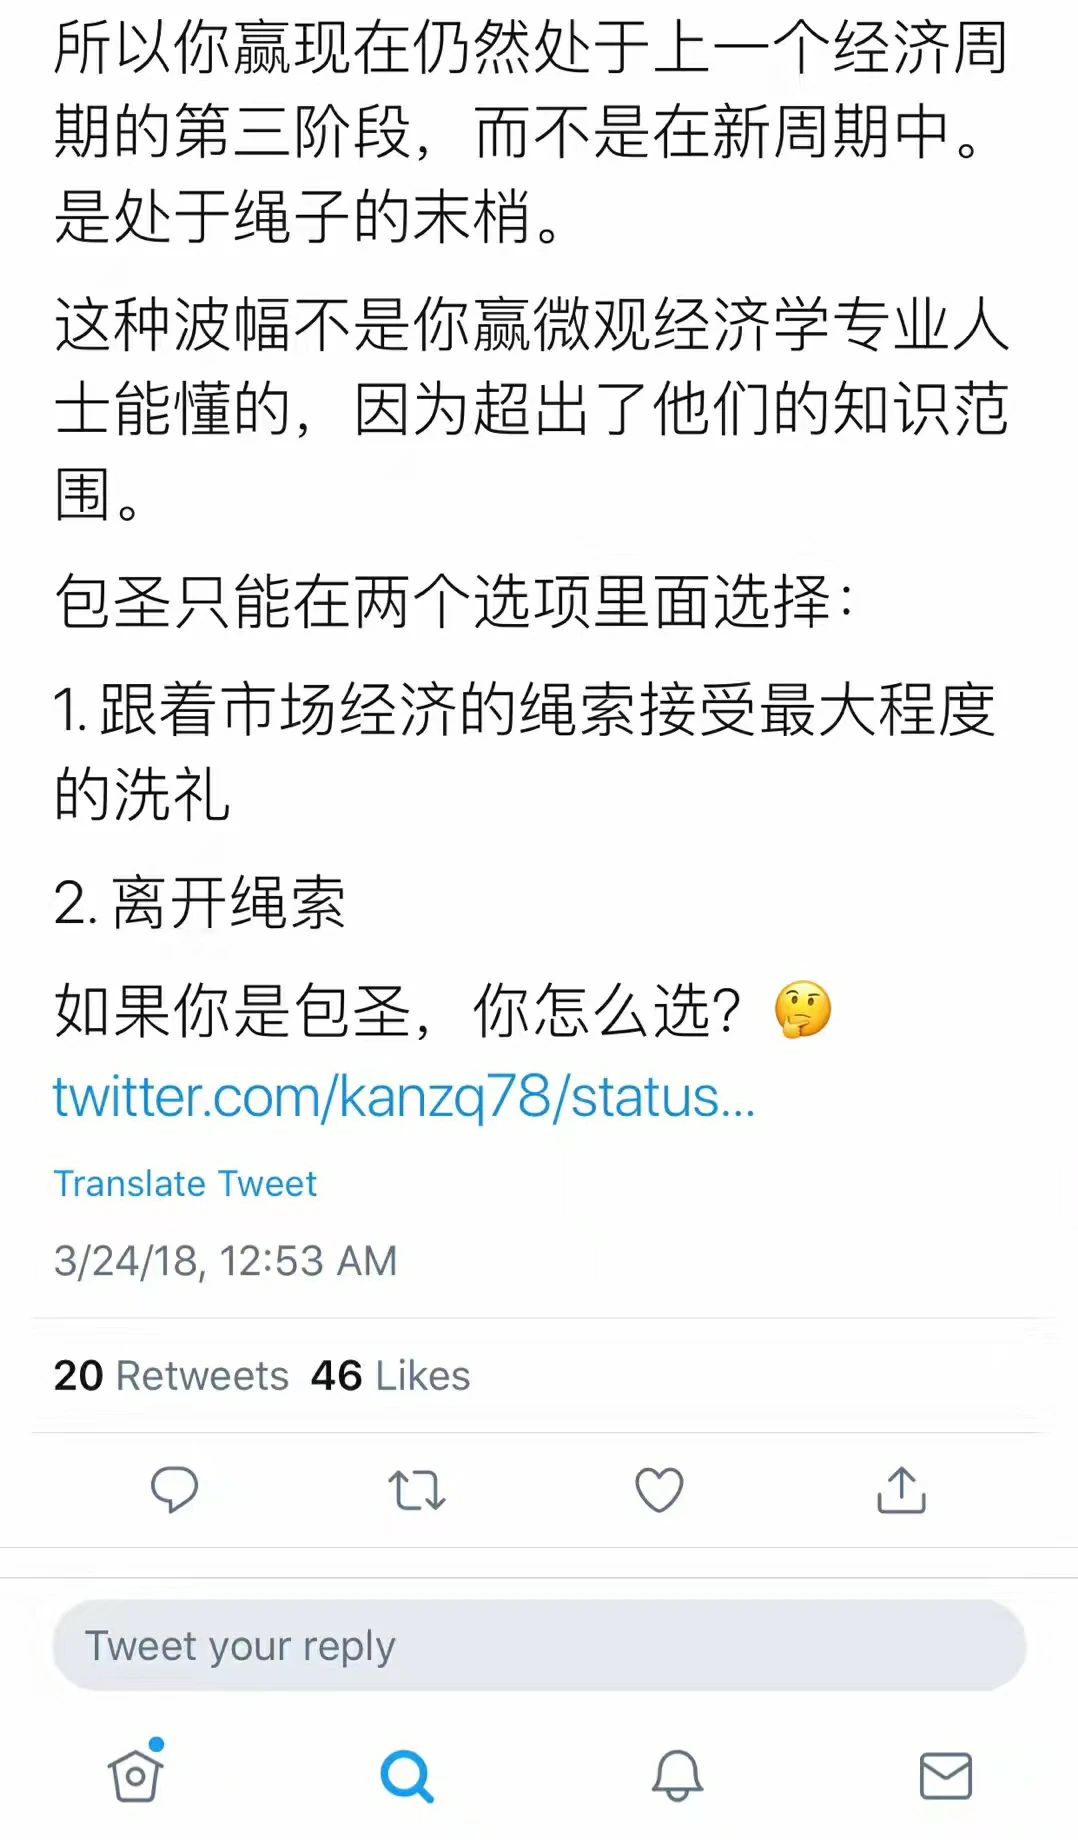 所以你赢现在仍然处于上一个经济周
期的第三阶段，而不是在新周期中。
是处于绳子的末梢。
这种波幅不是你赢微观经济学专业人
士能懂的，因为超出了他们的知识范
围。
包圣只能在两个选项里面选择：
1. 跟着市场经济的绳索接受最大程度
的洗礼
2. 离开绳索
如果你是包圣，你怎么选？🤔
twitter.com/kanzq78/status...
Translate Tweet
3/24/18, 12:53 AM
20 Retweets 46 Likes
Tweet your reply